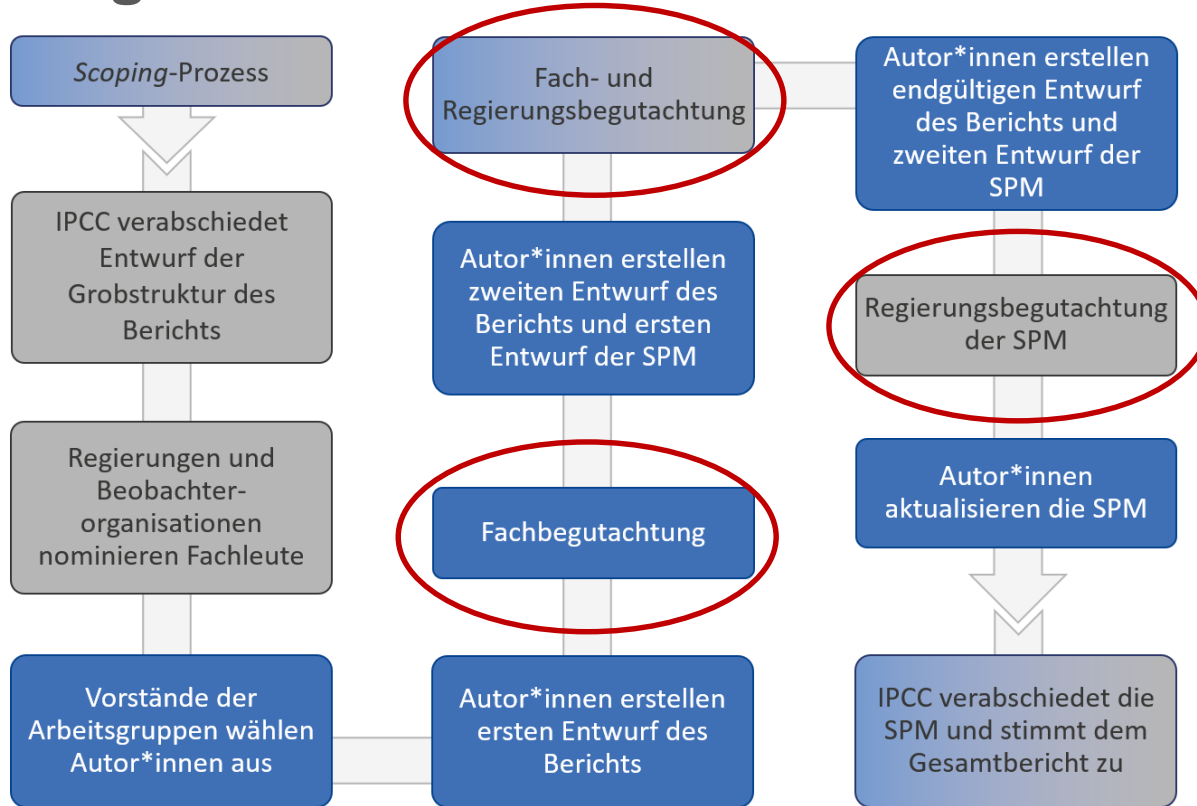 Scoping-Prozess
IPCC verabschiedet
Entwurf der
Grobstruktur des
Berichts
Regierungen und
Beobachter-
organisationen
nominieren Fachleute
Vorstände der
Arbeitsgruppen wählen
Autor*innen aus
Autor*innen erstellen
ersten Entwurf des
Berichts
Fachbegutachtung
Autor*innen erstellen
zweiten Entwurf des
Berichts und ersten
Entwurf der SPM
Fach- und
Regierungsbegutachtung
Autor*innen erstellen
endgültigen Entwurf
des Berichts und
zweiten Entwurf der
SPM
Regierungsbegutachtung
der SPM
Autor*innen
aktualisieren die SPM
IPCC verabschiedet die
SPM und stimmt dem
Gesamtbericht zu